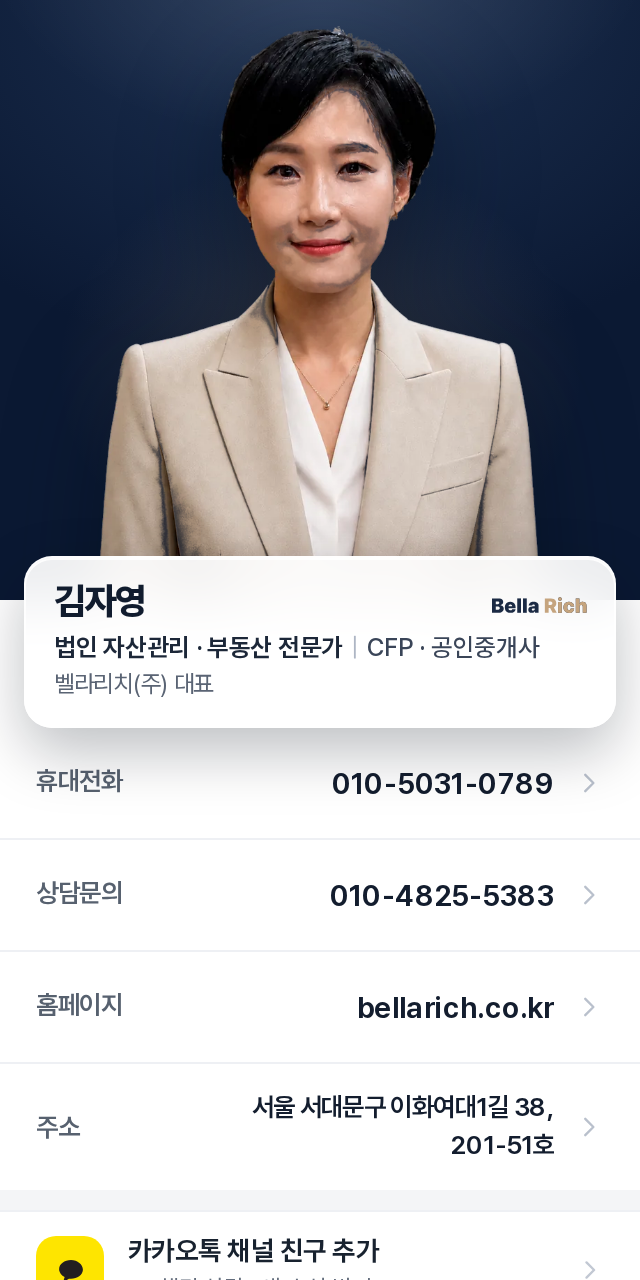 김자영
Bella Rich
법인 자산관리 · 부동산 전문가 | CFP · 공인중개사
벨라리치(주) 대표
휴대전화
010-5031-0789
상담문의
010-4825-5383
홈페이지
bellarich.co.kr
주소
서울 서대문구 이화여대1길 38,
201-51호
카카오톡 채널 친구 추가